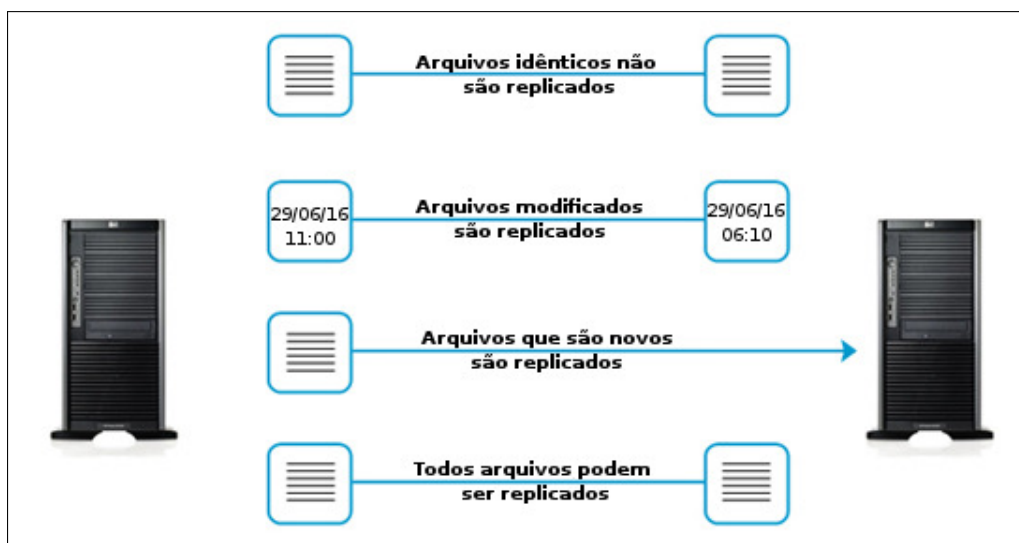 Arquivos idênticos não
são replicados
29/06/16
11:00
Arquivos modificados
são replicados
29/06/16
06:10
Arquivos que são novos
são replicados
Todos arquivos podem
ser replicados